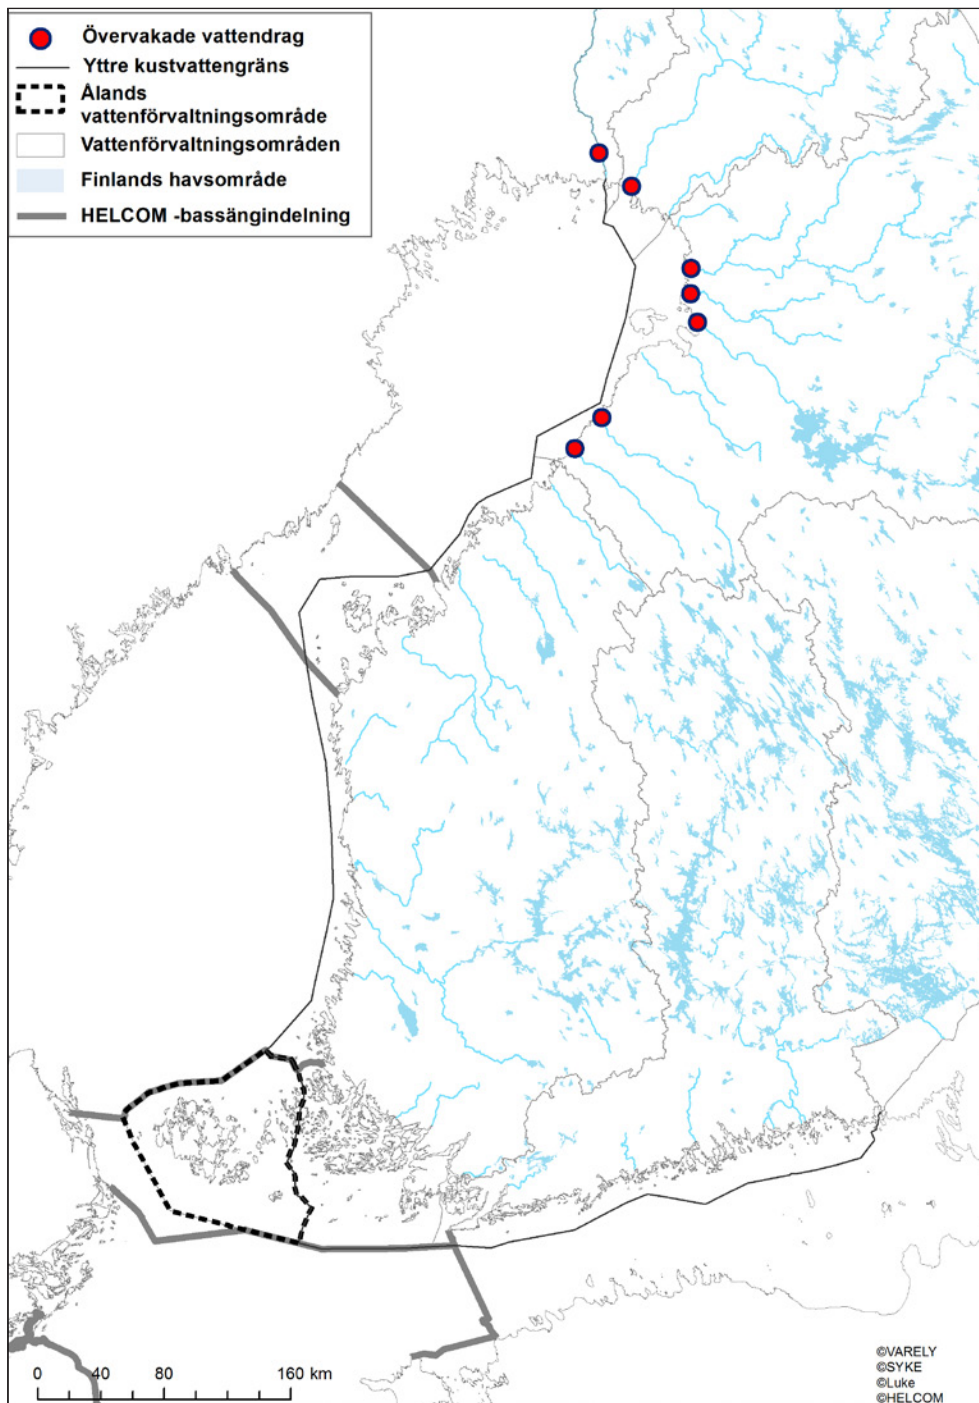 Övervakade vattendrag
Yttre kustvattengräns
Ålands
vattenförvaltningsområde
Vattenförvaltningsområden
Finlands havsområde
HELCOM -bassängindelning
0 40 80 160 km
©VARELY
©SYKE
©Luke
©HELCOM